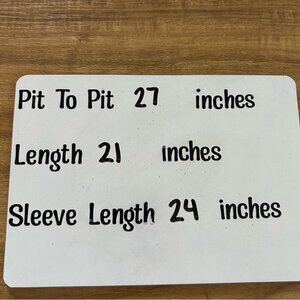 Pit To Pit 27 inches
Length 21 inches
Sleeve Length 24 inches